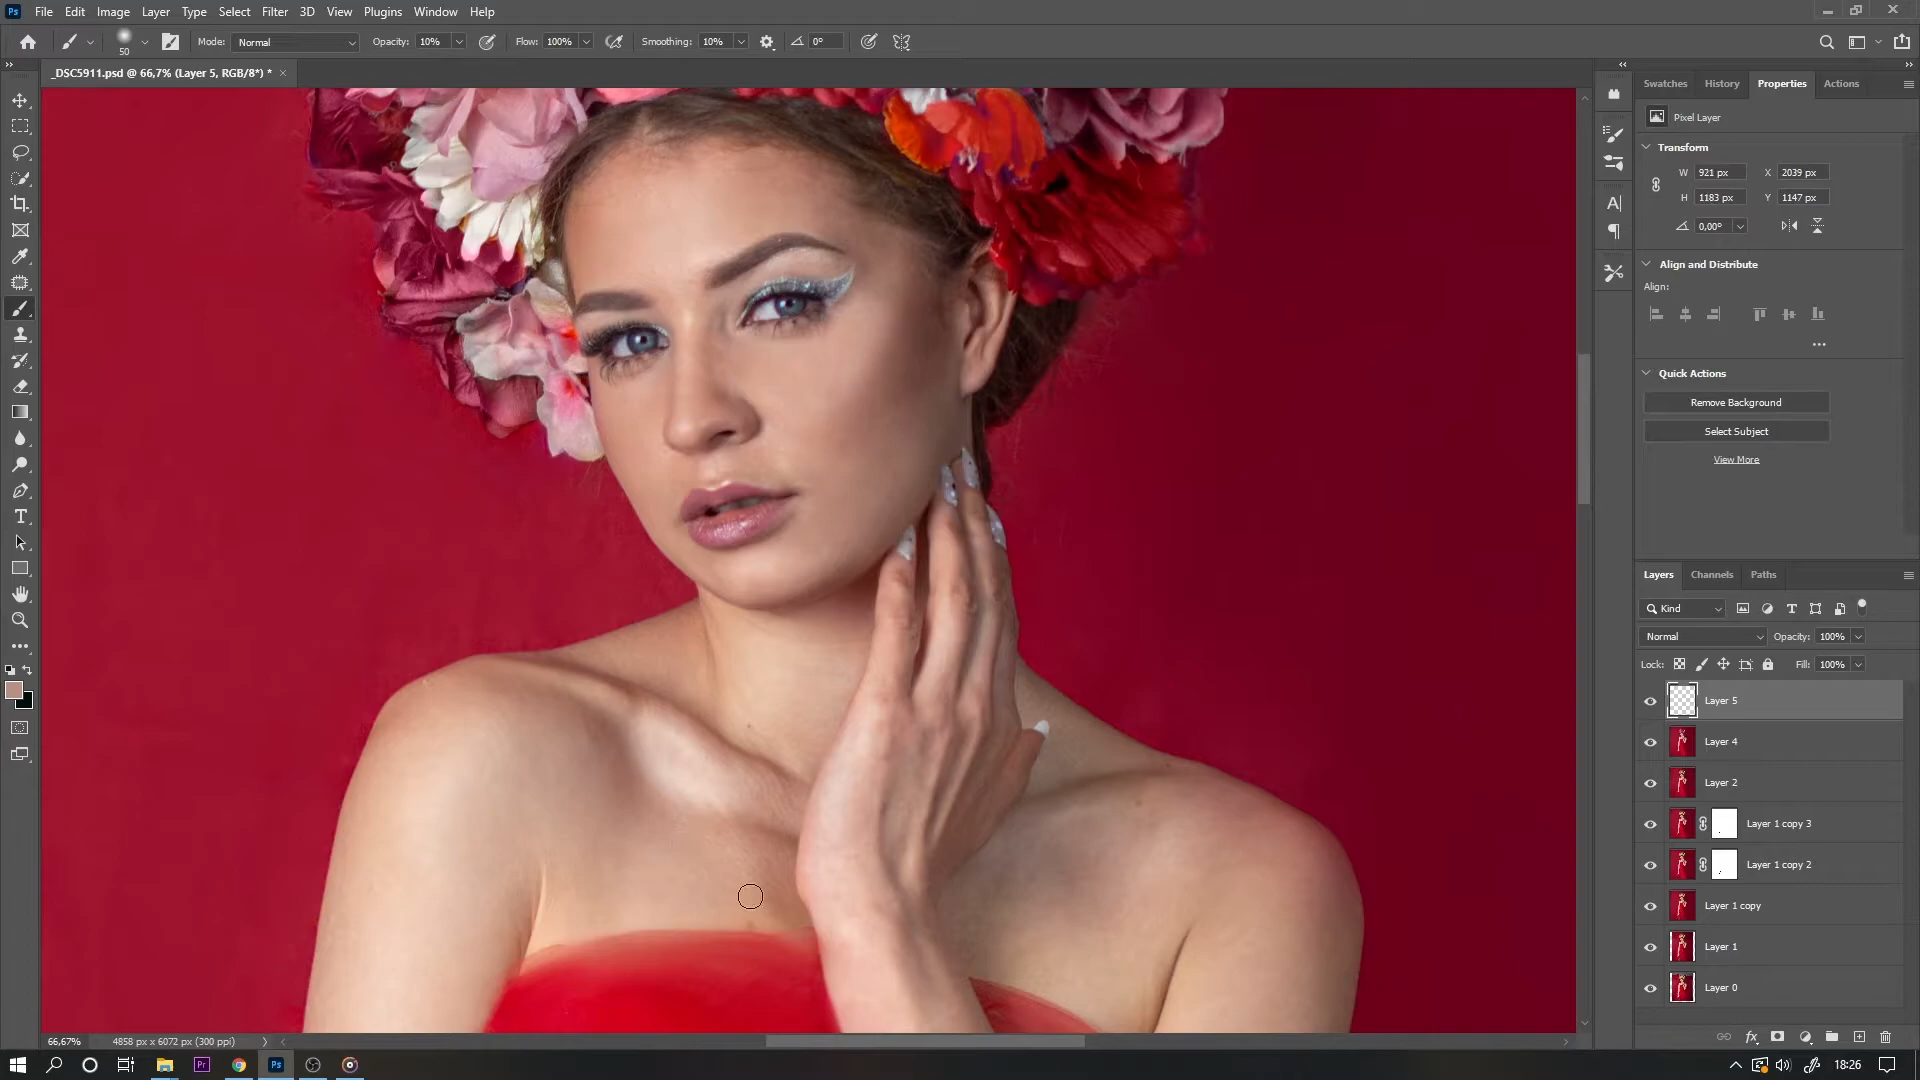 Ps File Edit Image Layer Type Select Filter 3D View Plugins Window Help
50 Mode: Normal Opacity: 10% Flow: 100% Smoothing: 10% 0°
_DSC5911.psd @ 66,7% (Layer 5, RGB/8*) *
Swatches History Properties Actions
Pixel Layer
Transform
W 921 px X 2039 px
H 1183 px Y 1147 px
0,00°
Align and Distribute
Align:
Quick Actions
Remove Background
Select Subject
View More
Layers Channels Paths
Kind
Normal Opacity: 100%
Lock: Fill: 100%
Layer 5
Layer 4
Layer 2
Layer 1 copy 3
Layer 1 copy 2
Layer 1 copy
Layer 1
Layer 0
66,67% 4858 px x 6072 px (300 ppi)
Pr Ps 18:26